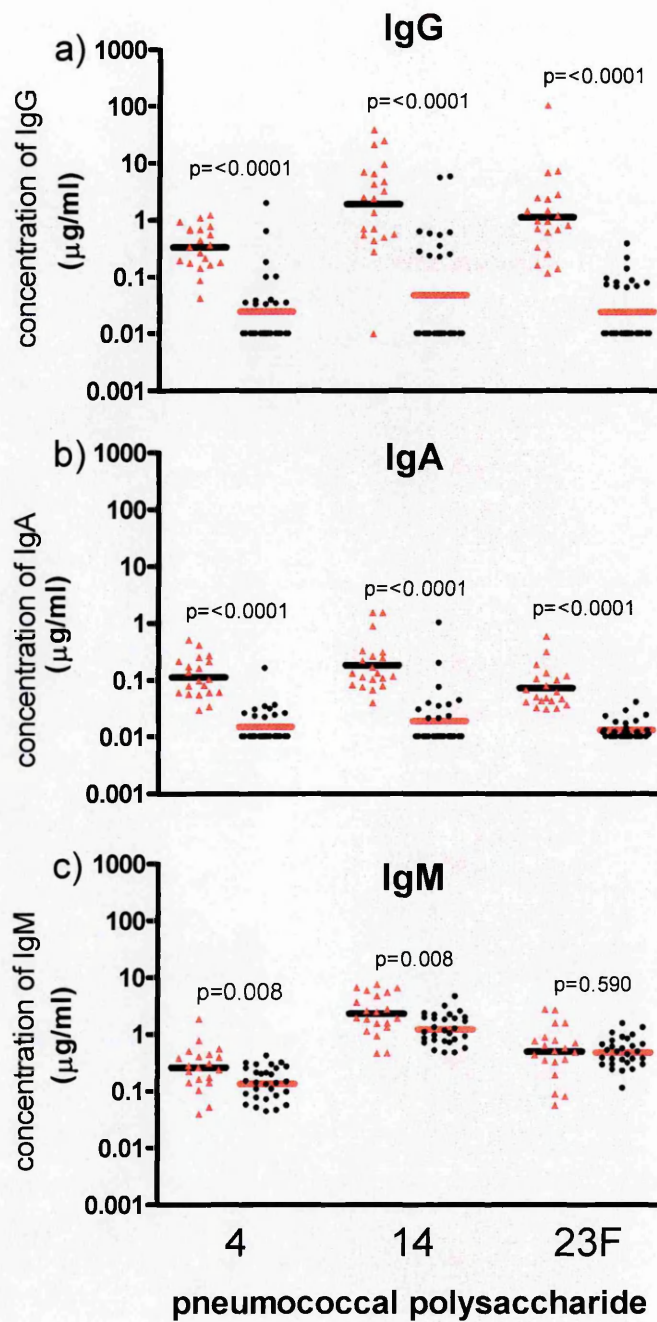 IgG
a)
1000
100
10
1
0.1
0.01
0.001
concentration of IgG
(µg/ml)
p=<0.0001
p=<0.0001
p=<0.0001
IgA
b)
1000
100
10
1
0.1
0.01
0.001
concentration of IgA
(µg/ml)
p=<0.0001
p=<0.0001
p=<0.0001
IgM
c)
1000
100
10
1
0.1
0.01
0.001
concentration of IgM
(µg/ml)
p=0.008
p=0.008
p=0.590
4 14 23F
pneumococcal polysaccharide